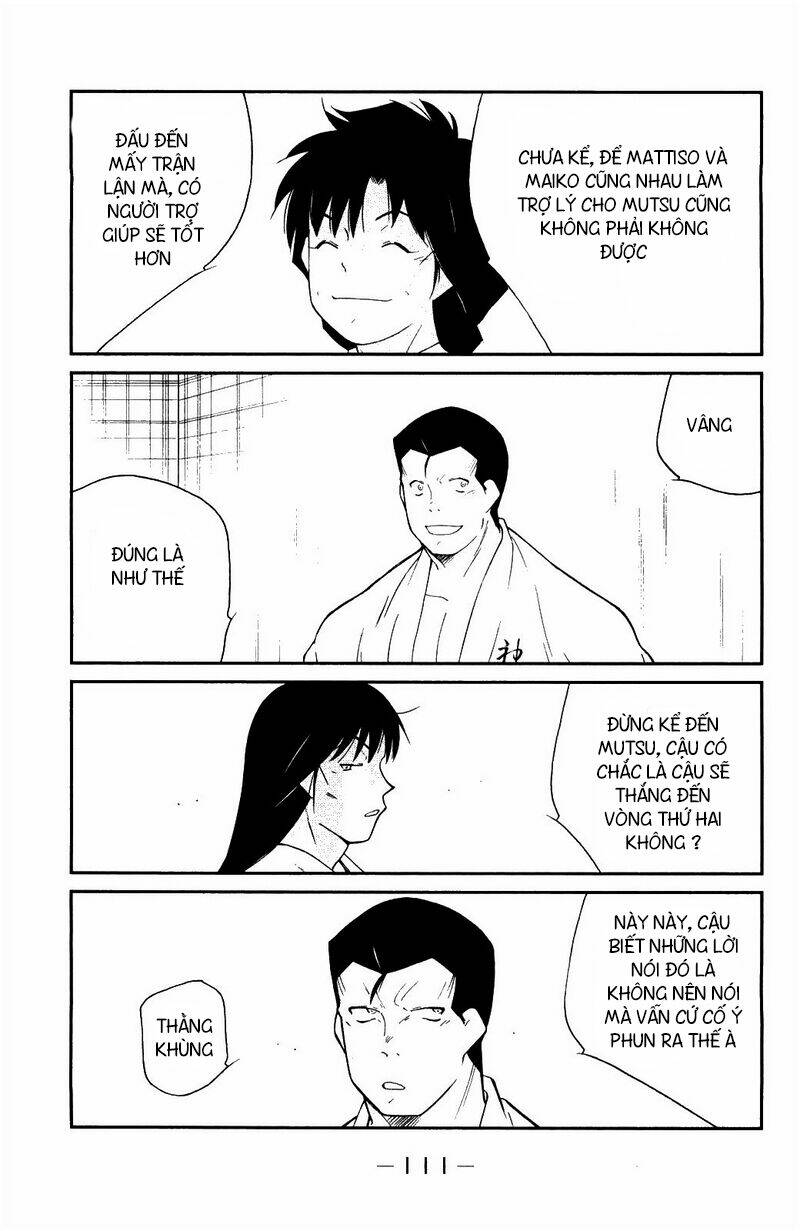 CHƯA KỂ, ĐỂ MATTISO VÀ
MAIKO CŨNG NHAU LÀM
TRỢ LÝ CHO MUTSU CŨNG
KHÔNG PHẢI KHÔNG
ĐƯỢC
ĐẤU ĐẾN
MẤY TRẬN
LẬN MÀ, CÓ
NGƯỜI TRỢ
GIÚP SẼ TỐT
HƠN
VÂNG
ĐÚNG LÀ
NHƯ THẾ
神
ĐỪNG KỂ ĐẾN
MUTSU, CẬU CÓ
CHẮC LÀ CẬU SẼ
THẮNG ĐẾN
VÒNG THỨ HAI
KHÔNG ?
NÀY NÀY, CẬU
BIẾT NHỮNG LỜI
NÓI ĐÓ LÀ
KHÔNG NÊN NÓI
MÀ VẪN CỨ CỐ Ý
PHUN RA THẾ À
THẰNG
KHÙNG
— 111 —